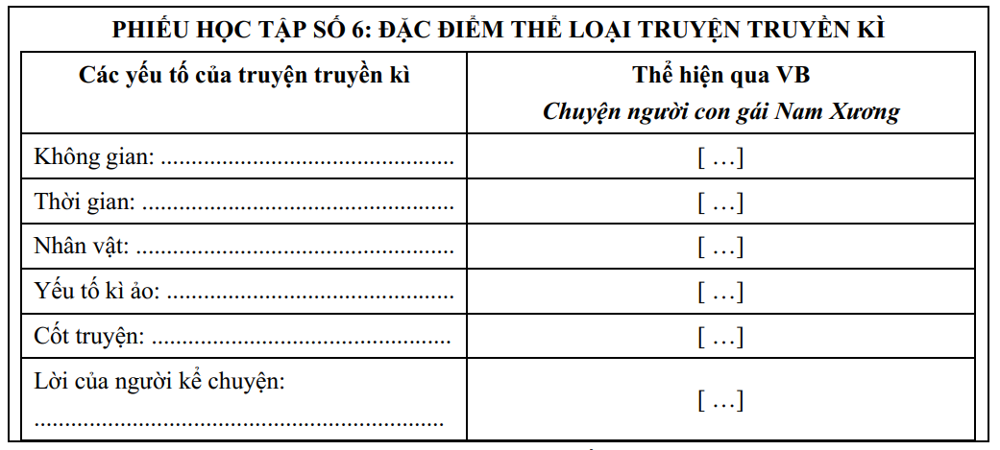 PHIẾU HỌC TẬP SỐ 6: ĐẶC ĐIỂM THỂ LOẠI TRUYỆN TRUYỀN KÌ
Các yếu tố của truyện truyền kì
Thể hiện qua VB
Chuyện người con gái Nam Xương
Không gian: ................................................
[ …]
Thời gian: ...................................................
[ …]
Nhân vật: ....................................................
[ …]
Yếu tố kì ảo: ...............................................
[ …]
Cốt truyện: .................................................
[ …]
Lời của người kể chuyện:
...................................................................
[ …]